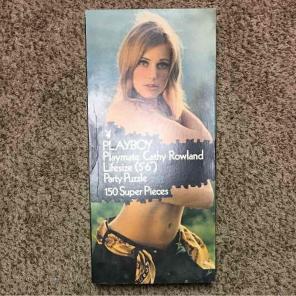 PLAYBOY
Playmate Cathy Rowland
Lifesize (5'6")
Party Puzzle
150 Super Pieces